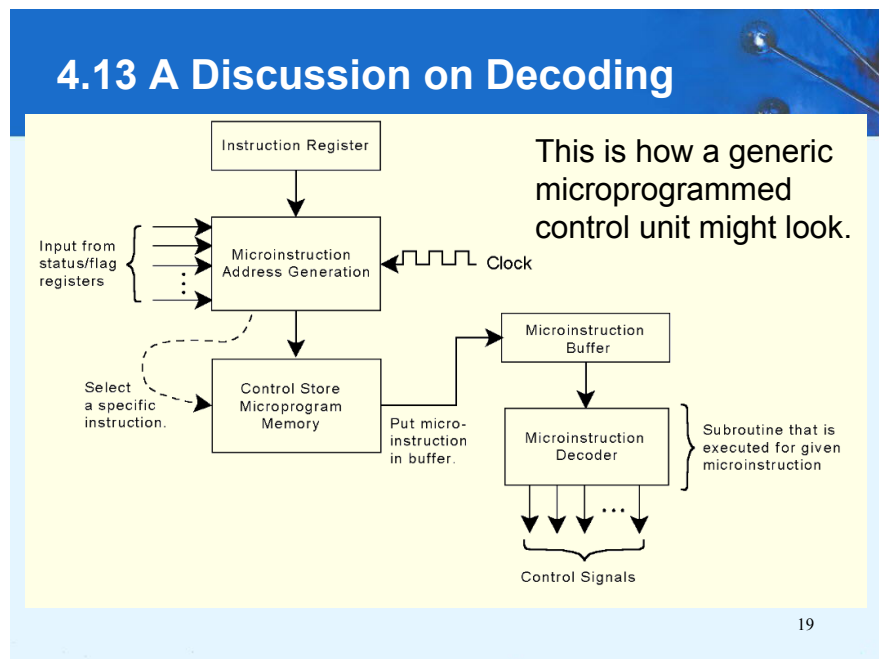 4.13 A Discussion on Decoding
This is how a generic
microprogrammed
control unit might look.
Instruction Register
Input from
status/flag
registers
Microinstruction
Address Generation
Clock
Select
a specific
instruction.
Control Store
Microprogram
Memory
Put micro-
instruction
in buffer.
Microinstruction
Buffer
Microinstruction
Decoder
Subroutine that is
executed for given
microinstruction
Control Signals
19